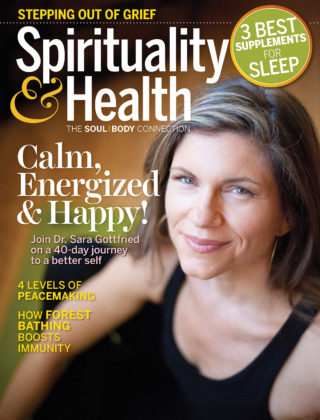 STEPPING OUT OF GRIEF
3 BEST
SUPPLEMENTS
FOR
SLEEP
Spirituality
& Health
THE SOUL | BODY CONNECTION
Calm,
Energized
& Happy!
Join Dr. Sara Gottfried
on a 40-day journey
to a better self
4 LEVELS OF
PEACEMAKING
HOW FOREST
BATHING
BOOSTS
IMMUNITY